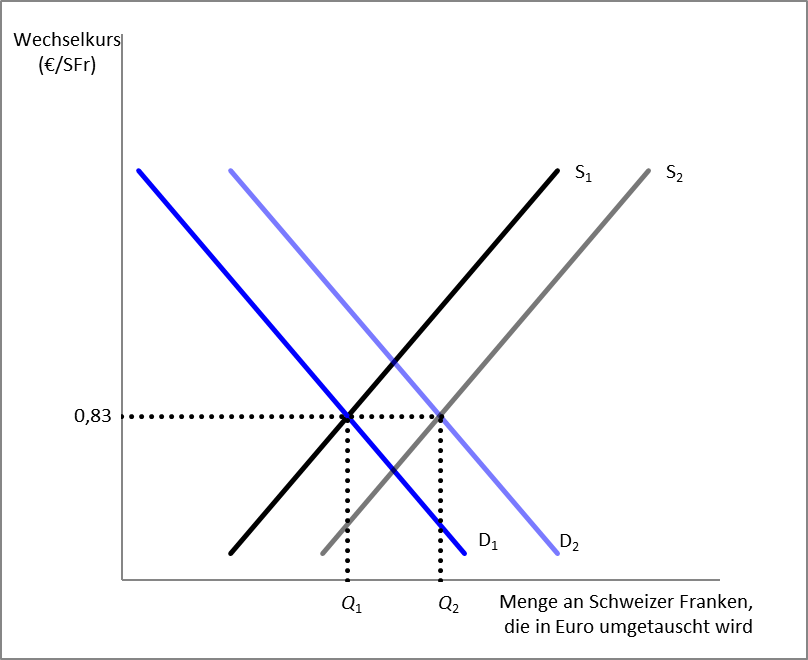 Wechselkurs
(€/SFr)
S1
S2
0,83
D1
D2
Q1
Q2
Menge an Schweizer Franken,
die in Euro umgetauscht wird